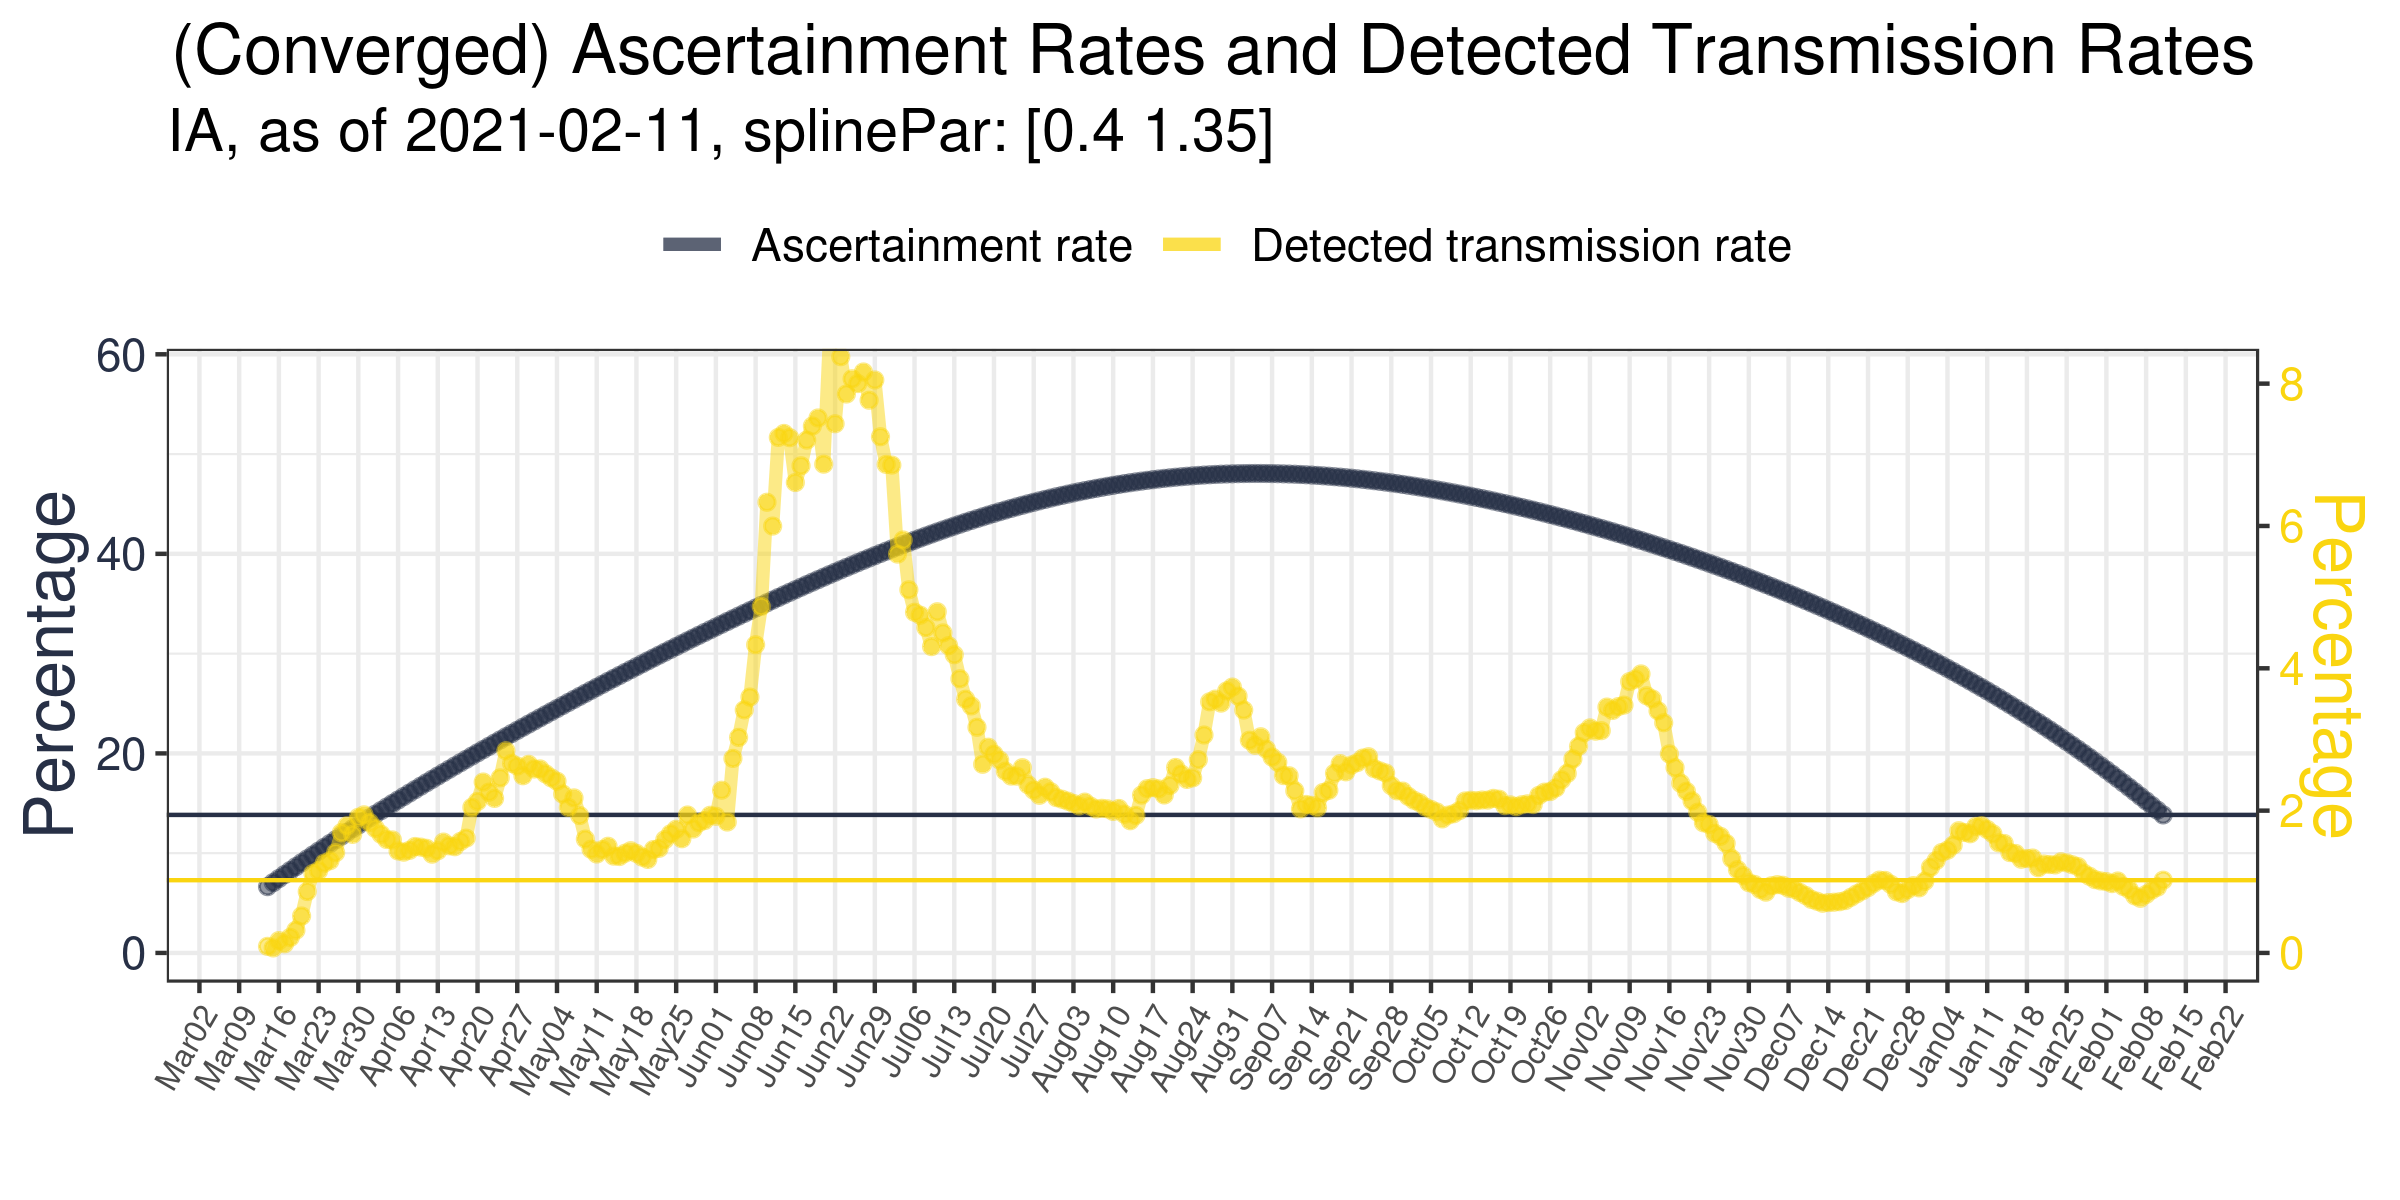 (Converged) Ascertainment Rates and Detected Transmission Rates
IA, as of 2021-02-11, splinePar: [0.4 1.35]
Ascertainment rate Detected transmission rate
Percentage
60
40
20
0
8
6
4
2
0
Percentage
Mar02 Mar09 Mar16 Mar23 Mar30 Apr06 Apr13 Apr20 Apr27 May04 May11 May18 May25 Jun01 Jun08 Jun15 Jun22 Jun29 Jul06 Jul13 Jul20 Jul27 Aug03 Aug10 Aug17 Aug24 Aug31 Sep07 Sep14 Sep21 Sep28 Oct05 Oct12 Oct19 Oct26 Nov02 Nov09 Nov16 Nov23 Nov30 Dec07 Dec14 Dec21 Dec28 Jan04 Jan11 Jan18 Jan25 Feb01 Feb08 Feb15 Feb22